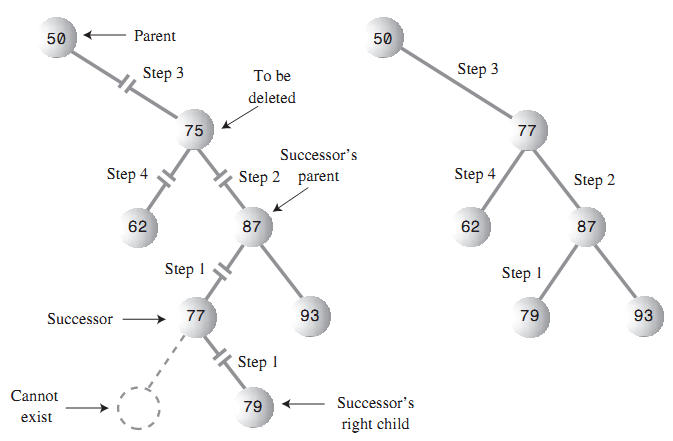 50
Parent
Step 3
To be
deleted
75
Step 4
Step 2
Successor's
parent
62
87
Step 1
Successor
77
93
Step 1
Cannot
exist
79
Successor's
right child
50
Step 3
77
Step 4
Step 2
62
87
Step 1
79
93